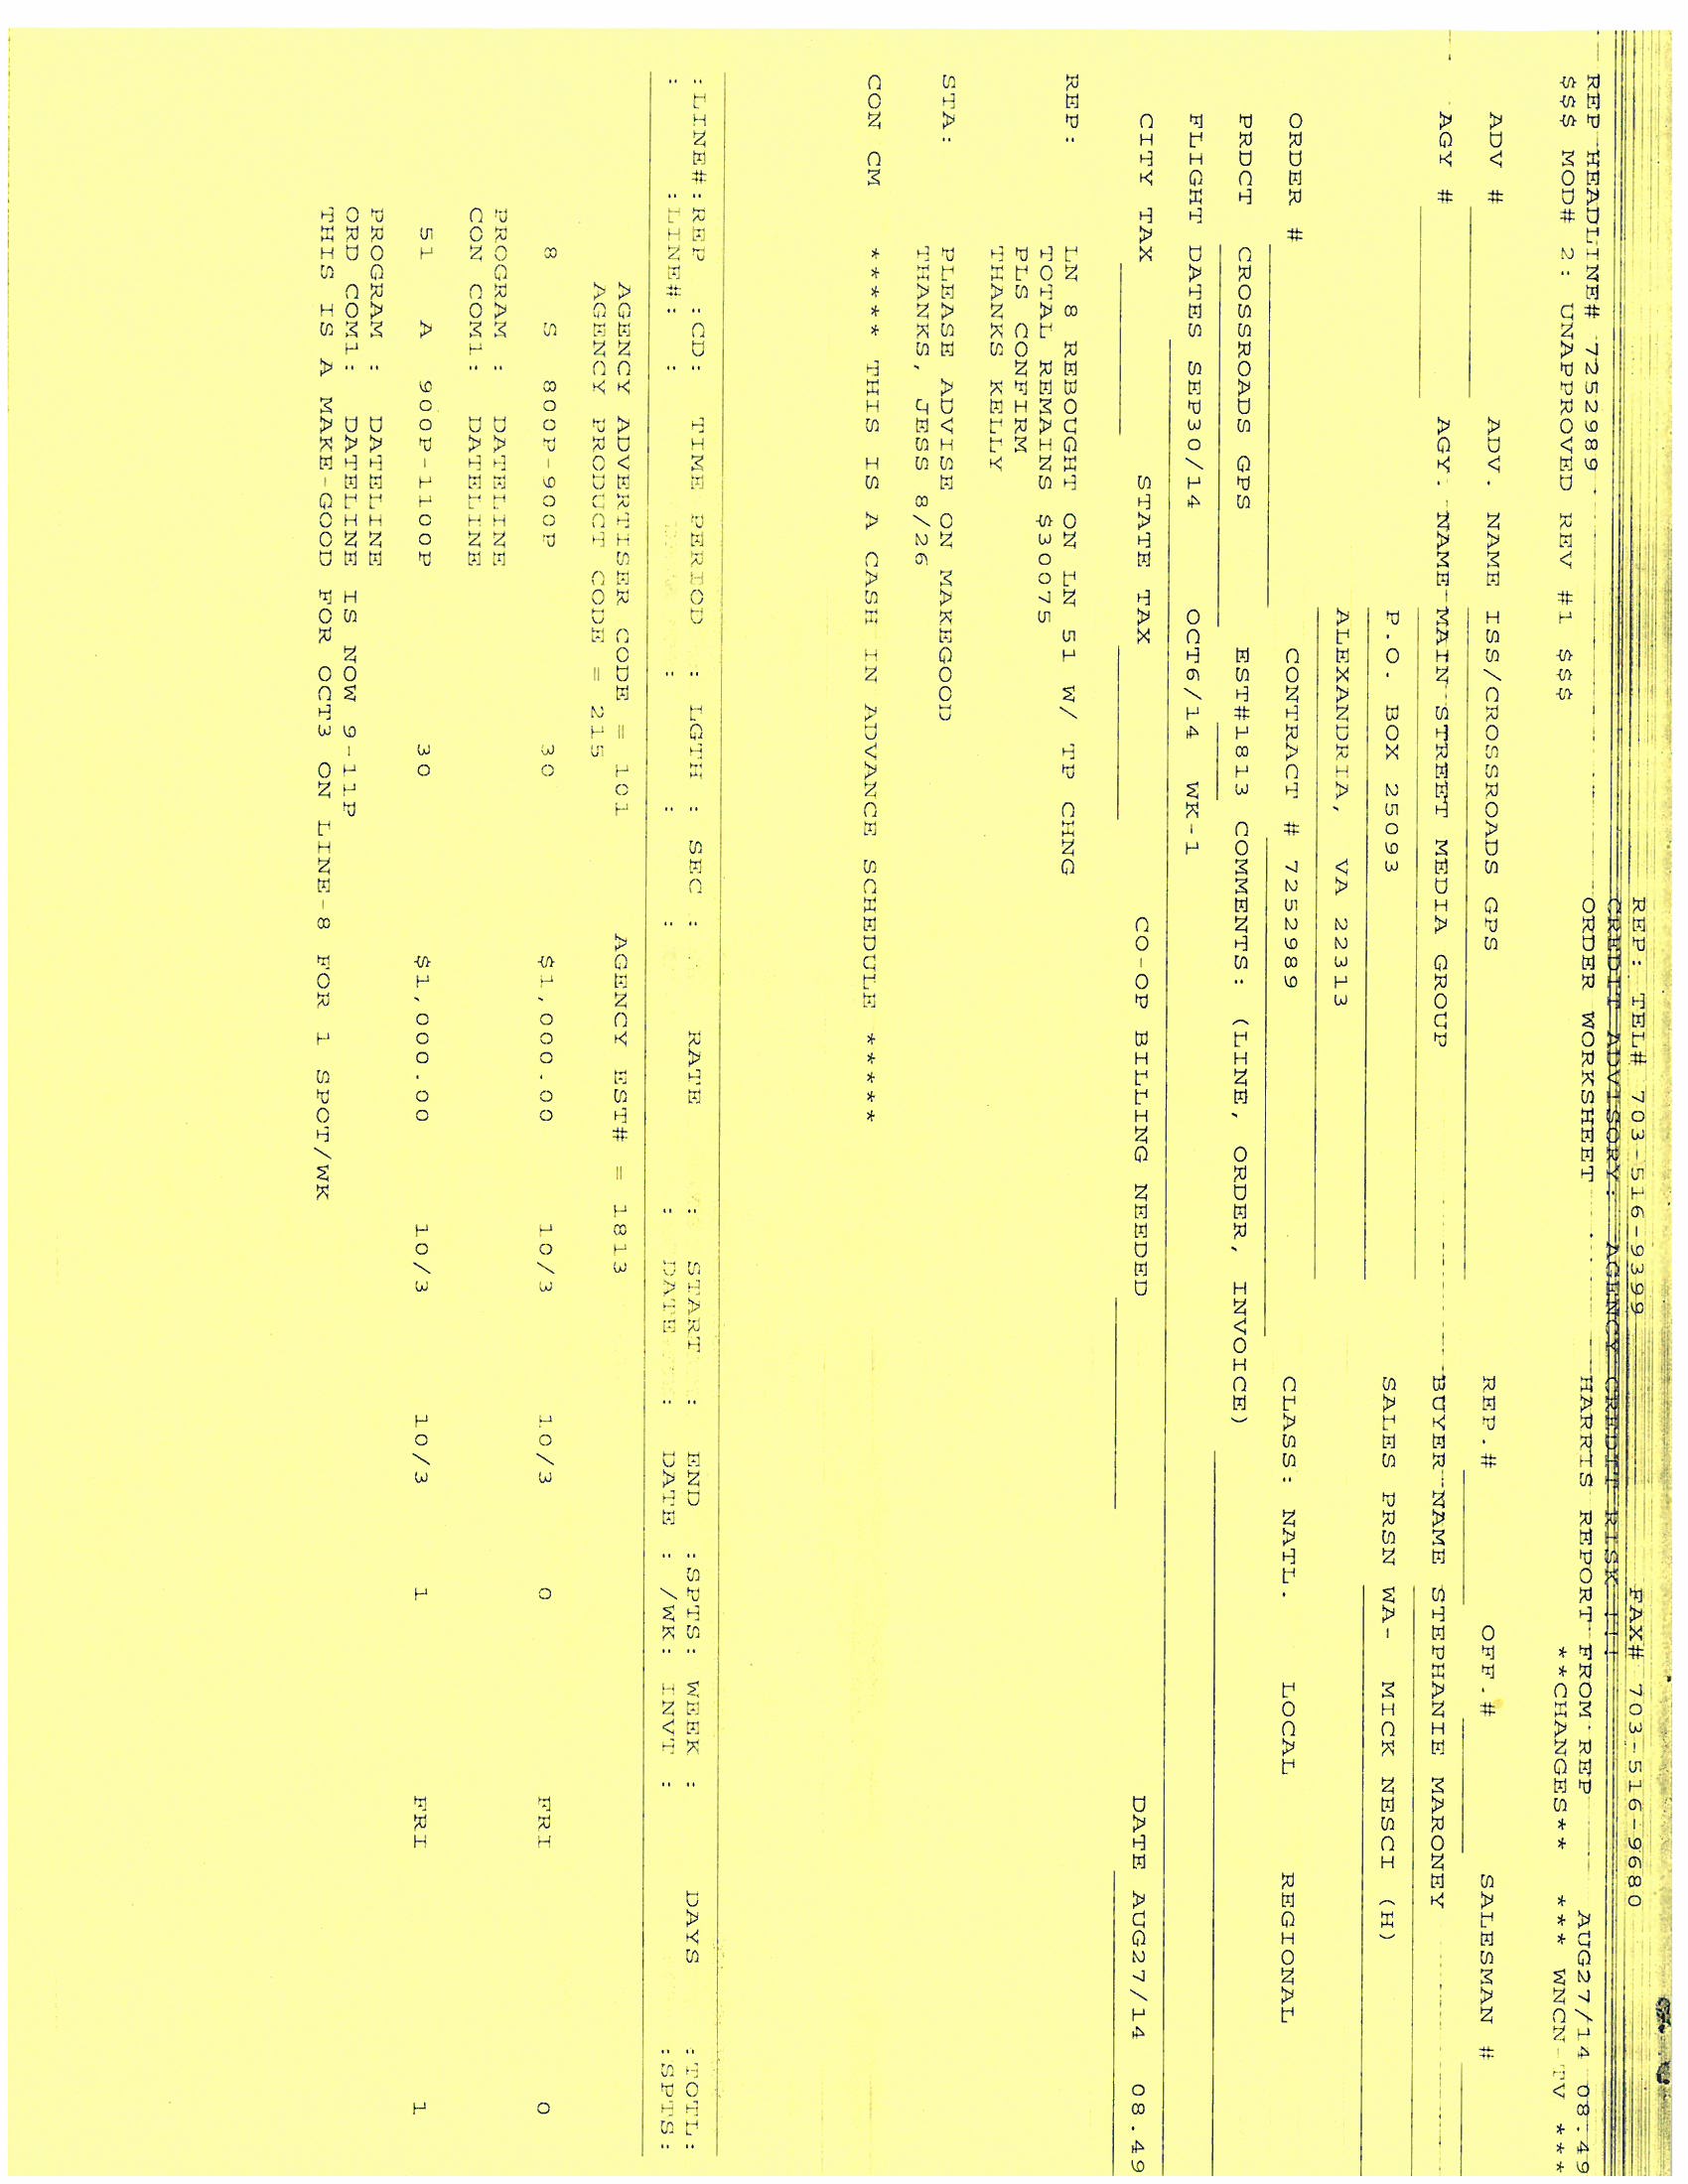 REP: TEL# 703-516-9399 FAX# 703-516-9680
CREDIT ADVISORY: AGENCY CREDIT RISK !!!
ORDER WORKSHEET HARRIS REPORT FROM REP AUG27/14 08.49
REP HEADLINE# 7252989
$$$ MOD# 2: UNAPPROVED REV #1 $$$ **CHANGES** *** WNCN-TV ***
ADV # ADV. NAME ISS/CROSSROADS GPS REP.# OFF.# SALESMAN #
AGY # AGY. NAME MAIN STREET MEDIA GROUP BUYER NAME STEPHANIE MARONEY
P.O. BOX 25093 SALES PRSN WA- MICK NESCI (H)
ALEXANDRIA, VA 22313
ORDER # CONTRACT # 7252989 CLASS: NATL. LOCAL REGIONAL
PRDCT CROSSROADS GPS EST#1813 COMMENTS: (LINE, ORDER, INVOICE)
FLIGHT DATES SEP30/14 OCT6/14 WK-1
CITY TAX STATE TAX CO-OP BILLING NEEDED DATE AUG27/14 08.49
REP: LN 8 REBOUGHT ON LN 51 W/ TP CHNG
TOTAL REMAINS $30075
PLS CONFIRM
THANKS KELLY
STA: PLEASE ADVISE ON MAKEGOOD
THANKS, JESS 8/26
CON CM ***** THIS IS A CASH IN ADVANCE SCHEDULE *****
:LINE#:REP :CD: TIME PERIOD : LGTH : SEC : RATE : START : END :SPTS: WEEK : DAYS :TOTL:
: :LINE#: : : : : : DATE : DATE : /WK: INVT : :SPTS:
AGENCY ADVERTISER CODE = 101 AGENCY EST# = 1813
AGENCY PRODUCT CODE = 215
8 S 800P-900P 30 $1,000.00 10/3 10/3 0 FRI 0
PROGRAM : DATELINE
CON COM1: DATELINE
51 A 900P-1100P 30 $1,000.00 10/3 10/3 1 FRI 1
PROGRAM : DATELINE
ORD COM1: DATELINE IS NOW 9-11P
THIS IS A MAKE-GOOD FOR OCT3 ON LINE-8 FOR 1 SPOT/WK